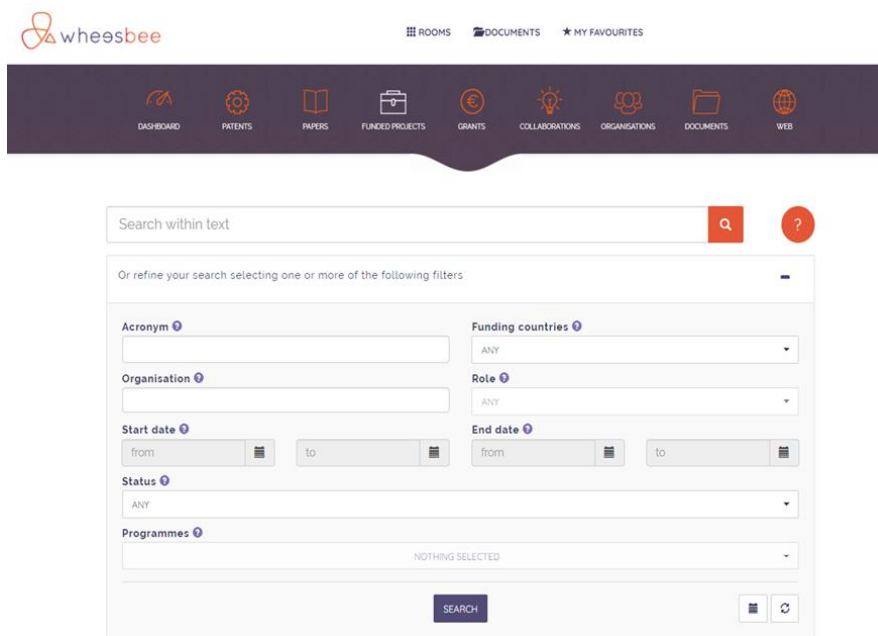 wheesbee
ROOMS DOCUMENTS MY FAVOURITES
DASHBOARD PATENTS PAPERS FUNDED PROJECTS GRANTS COLLABORATIONS ORGANISATIONS DOCUMENTS WEB
Search within text ?
Or refine your search selecting one or more of the following filters
Acronym ? Funding countries ?
ANY
Organisation ? Role ?
ANY
Start date ? End date ?
from to from to
Status ?
ANY
Programmes ?
NOTHING SELECTED
SEARCH